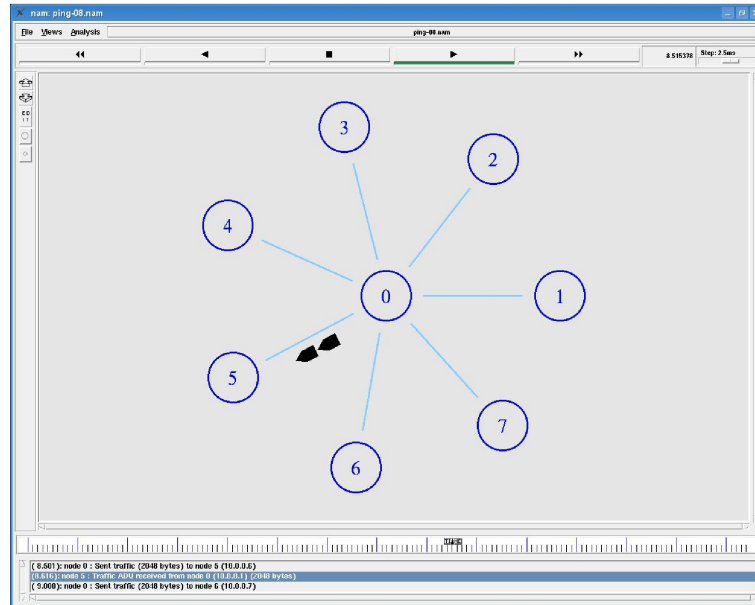 nam: ping-08.nam
File Views Analysis ping-08.nam
8.515378 Step: 2.5ms
3
2
4
0
1
5
7
6
TIME
( 8.501): node 0 : Sent traffic (2048 bytes) to node 5 (10.0.0.6)
(8.616): node 5 : Traffic ADU received from node 0 (10.0.0.1) (2048 bytes)
( 9.000): node 0 : Sent traffic (2048 bytes) to node 6 (10.0.0.7)